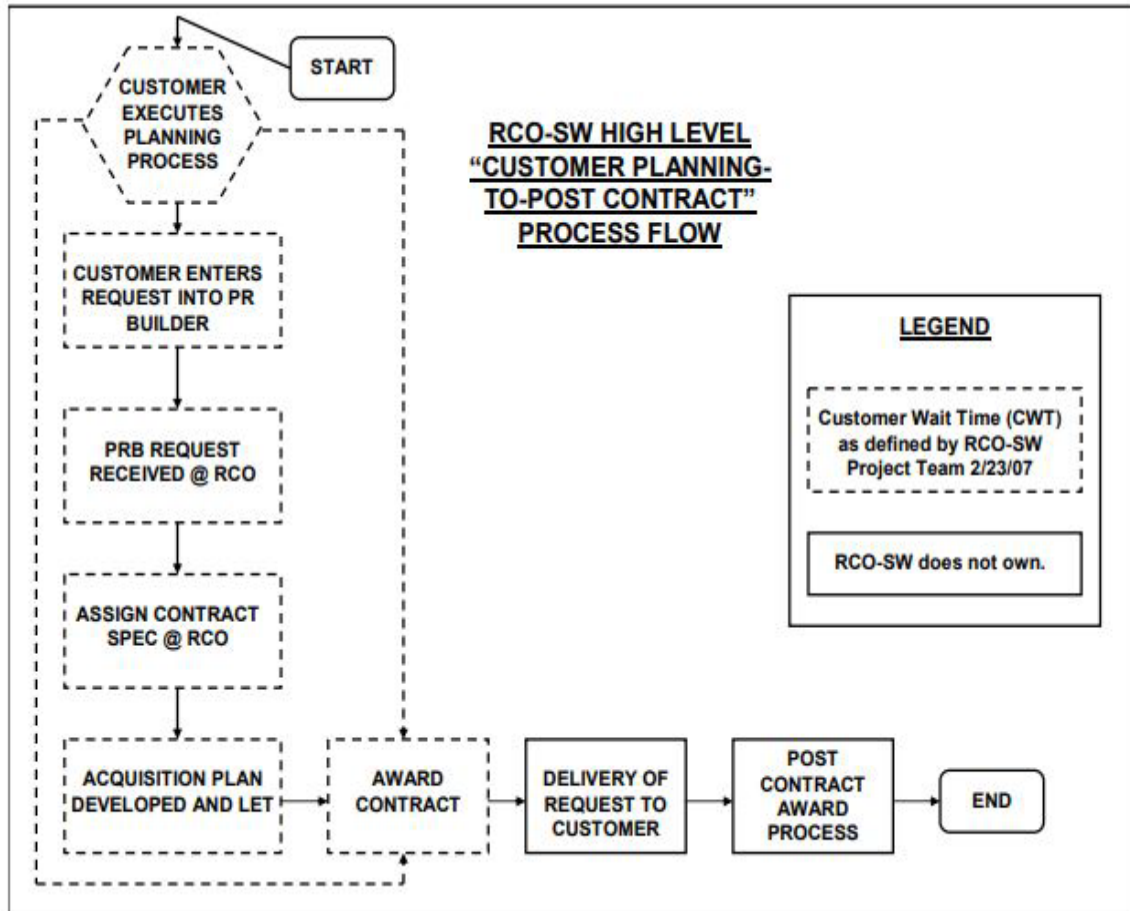 START
CUSTOMER
EXECUTES
PLANNING
PROCESS
RCO-SW HIGH LEVEL
“CUSTOMER PLANNING-
TO-POST CONTRACT”
PROCESS FLOW
CUSTOMER ENTERS
REQUEST INTO PR
BUILDER
PRB REQUEST
RECEIVED @ RCO
ASSIGN CONTRACT
SPEC @ RCO
ACQUISITION PLAN
DEVELOPED AND LET
AWARD
CONTRACT
DELIVERY OF
REQUEST TO
CUSTOMER
POST
CONTRACT
AWARD
PROCESS
END
LEGEND
Customer Wait Time (CWT)
as defined by RCO-SW
Project Team 2/23/07
RCO-SW does not own.